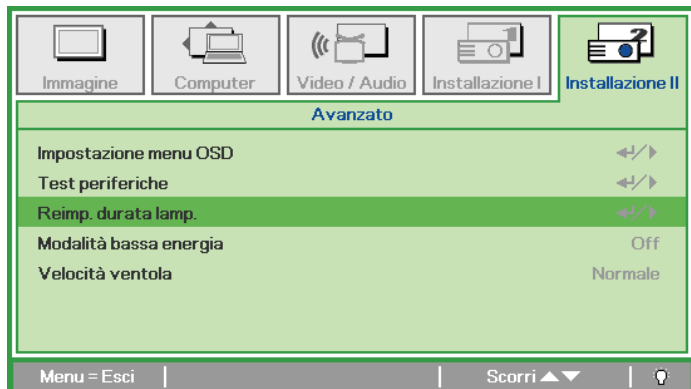 Immagine
Computer
Video / Audio
Installazione I
Installazione II
Avanzato
Impostazione menu OSD
Test periferiche
Reimp. durata lamp.
Modalità bassa energia Off
Velocità ventola Normale
Menu = Esci Scorri▲▼